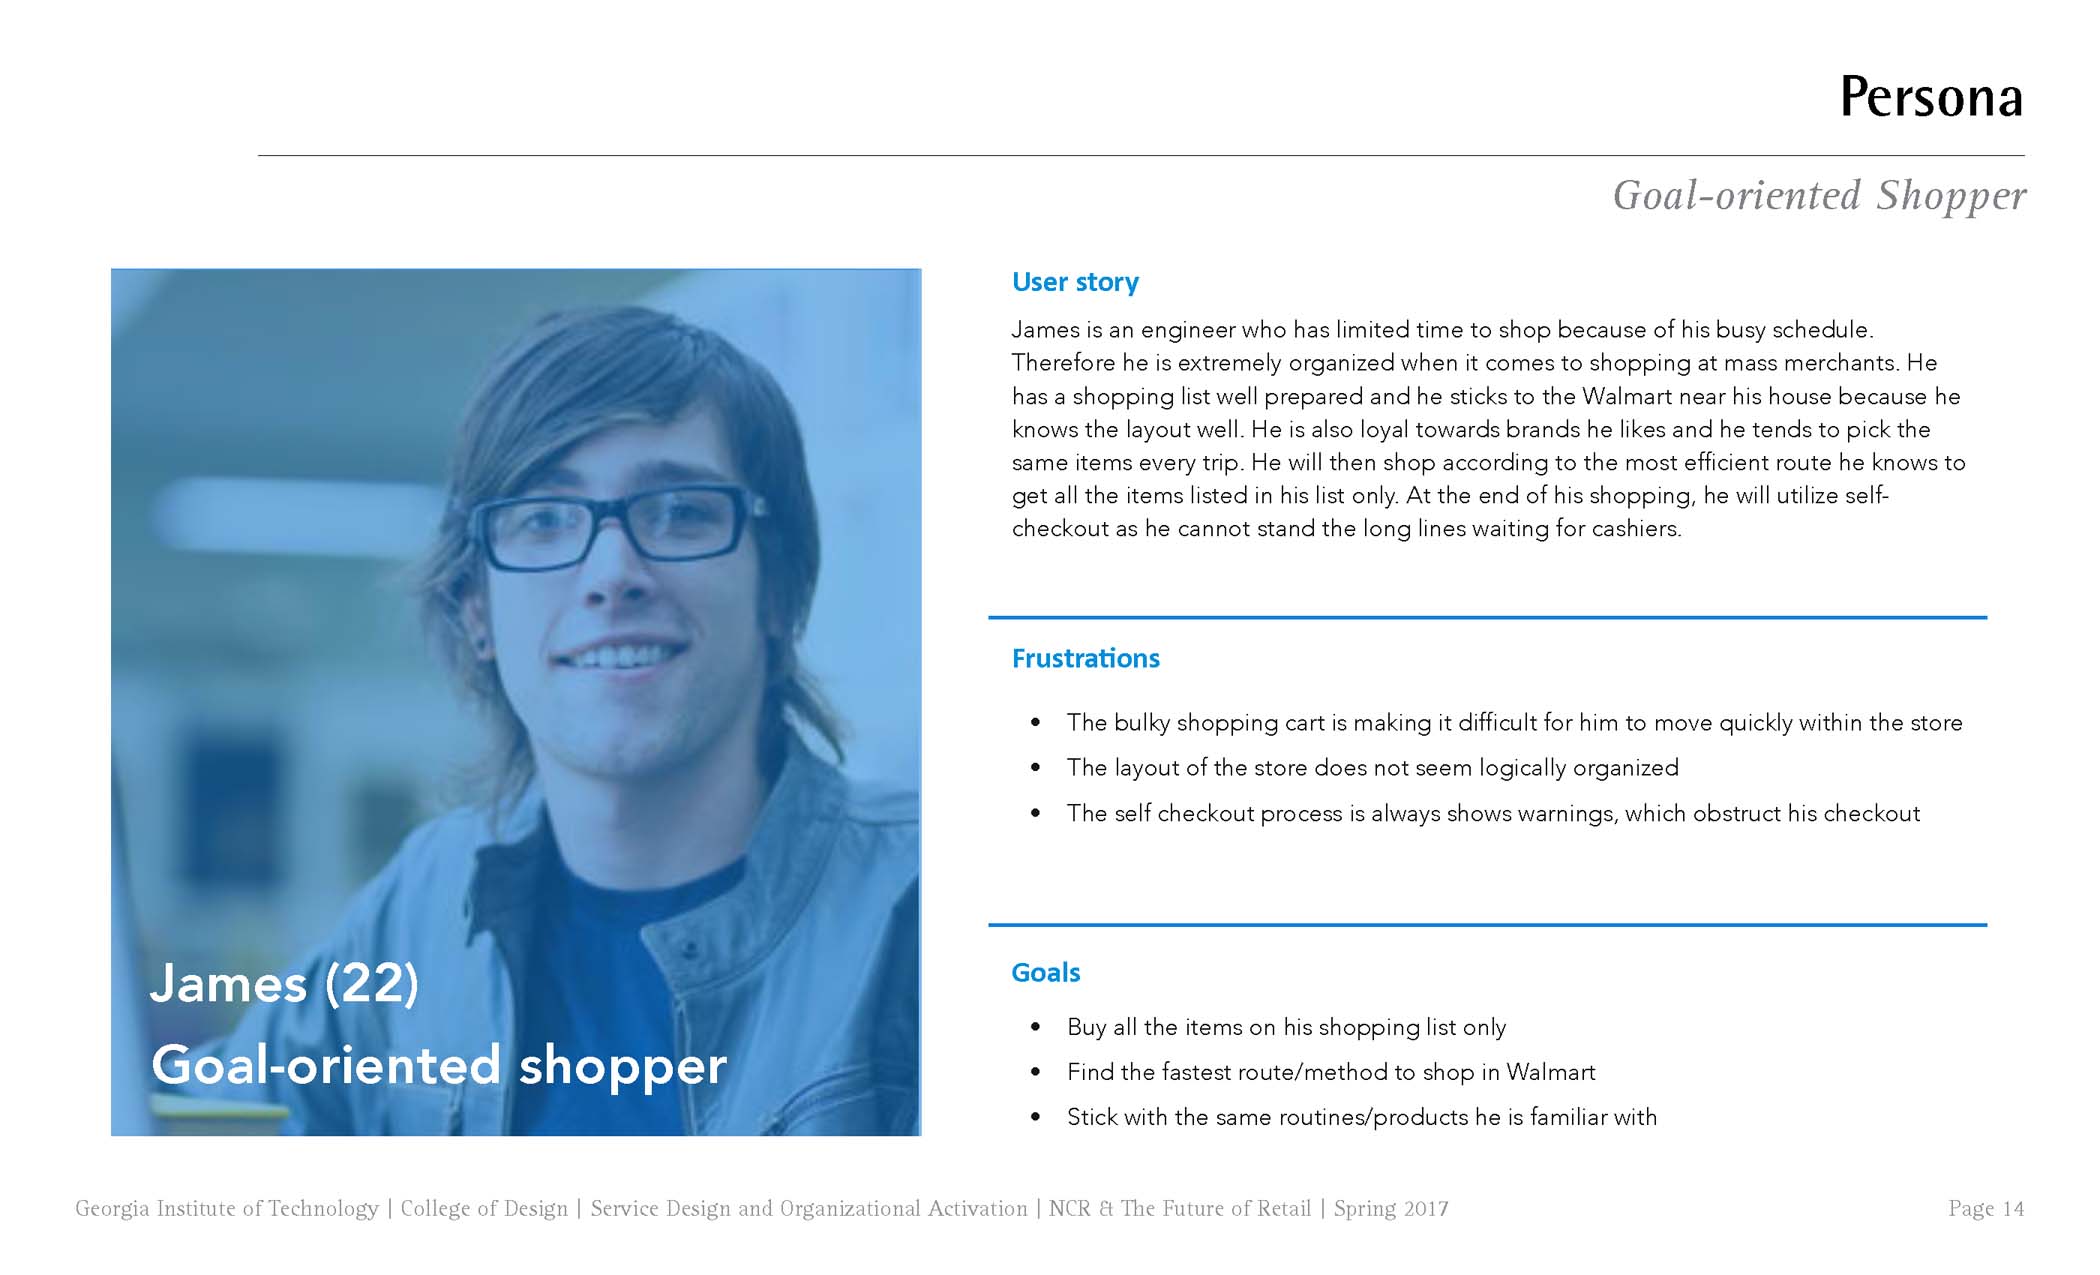 Persona
Goal-oriented Shopper
User story
James is an engineer who has limited time to shop because of his busy schedule.
Therefore he is extremely organized when it comes to shopping at mass merchants. He
has a shopping list well prepared and he sticks to the Walmart near his house because he
knows the layout well. He is also loyal towards brands he likes and he tends to pick the
same items every trip. He will then shop according to the most efficient route he knows to
get all the items listed in his list only. At the end of his shopping, he will utilize self-
checkout as he cannot stand the long lines waiting for cashiers.
Frustrations
• The bulky shopping cart is making it difficult for him to move quickly within the store
• The layout of the store does not seem logically organized
• The self checkout process is always shows warnings, which obstruct his checkout
Goals
• Buy all the items on his shopping list only
• Find the fastest route/method to shop in Walmart
• Stick with the same routines/products he is familiar with
James (22)
Goal-oriented shopper
Georgia Institute of Technology | College of Design | Service Design and Organizational Activation | NCR & The Future of Retail | Spring 2017
Page 14